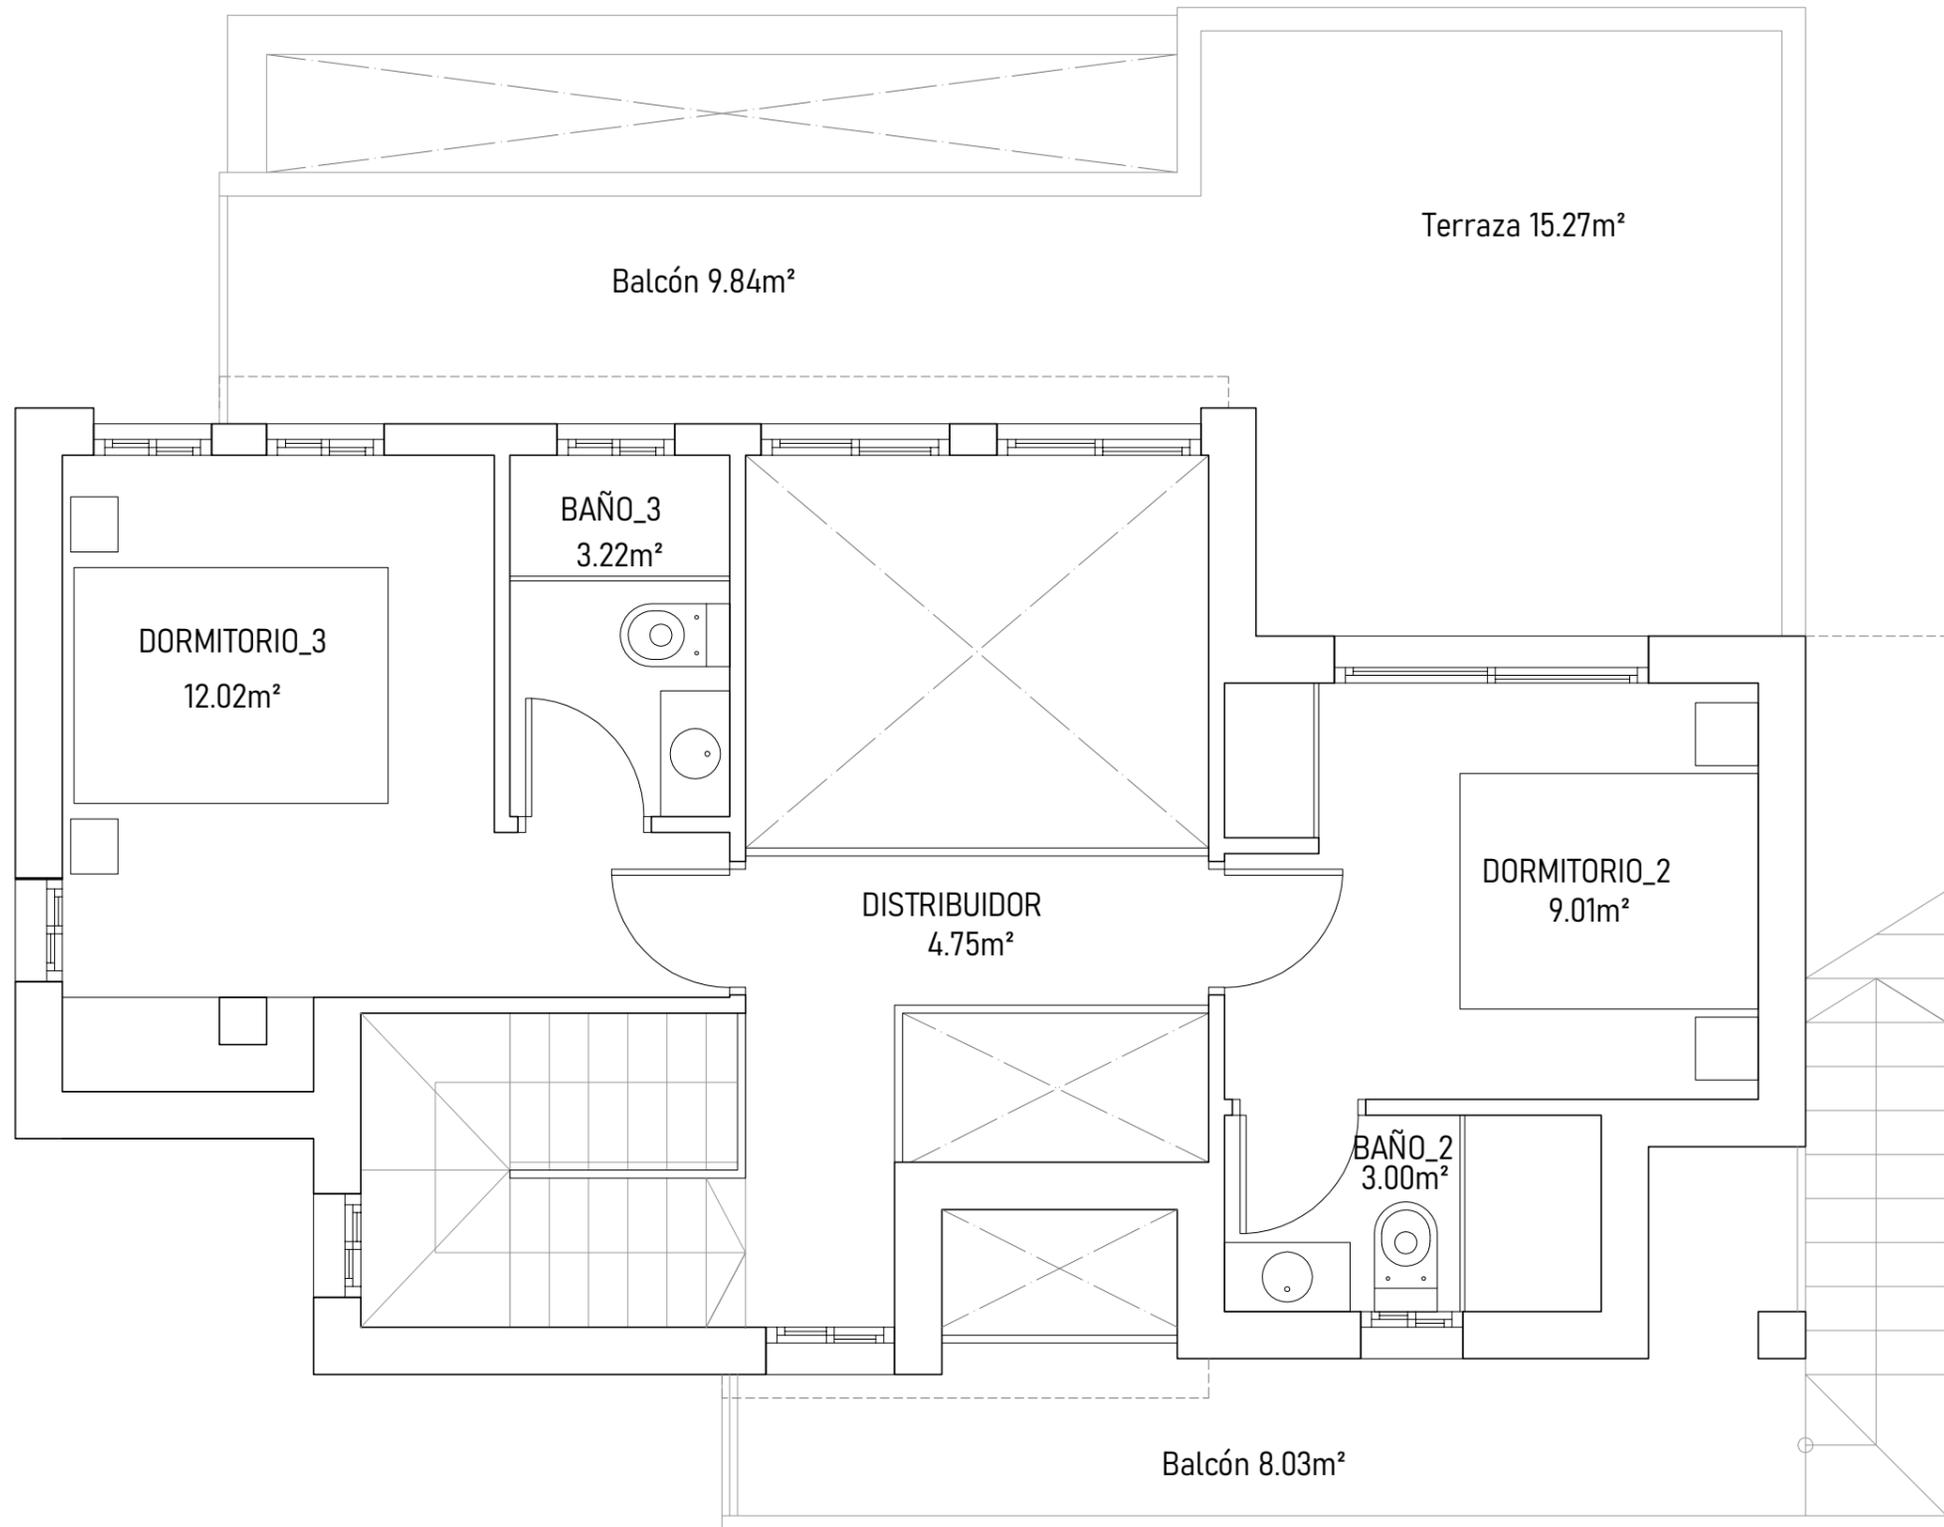 Terraza 15.27m²
Balcón 9.84m²
BAÑO_3
3.22m²
DORMITORIO_3
12.02m²
DORMITORIO_2
9.01m²
DISTRIBUIDOR
4.75m²
BAÑO_2
3.00m²
Balcón 8.03m²